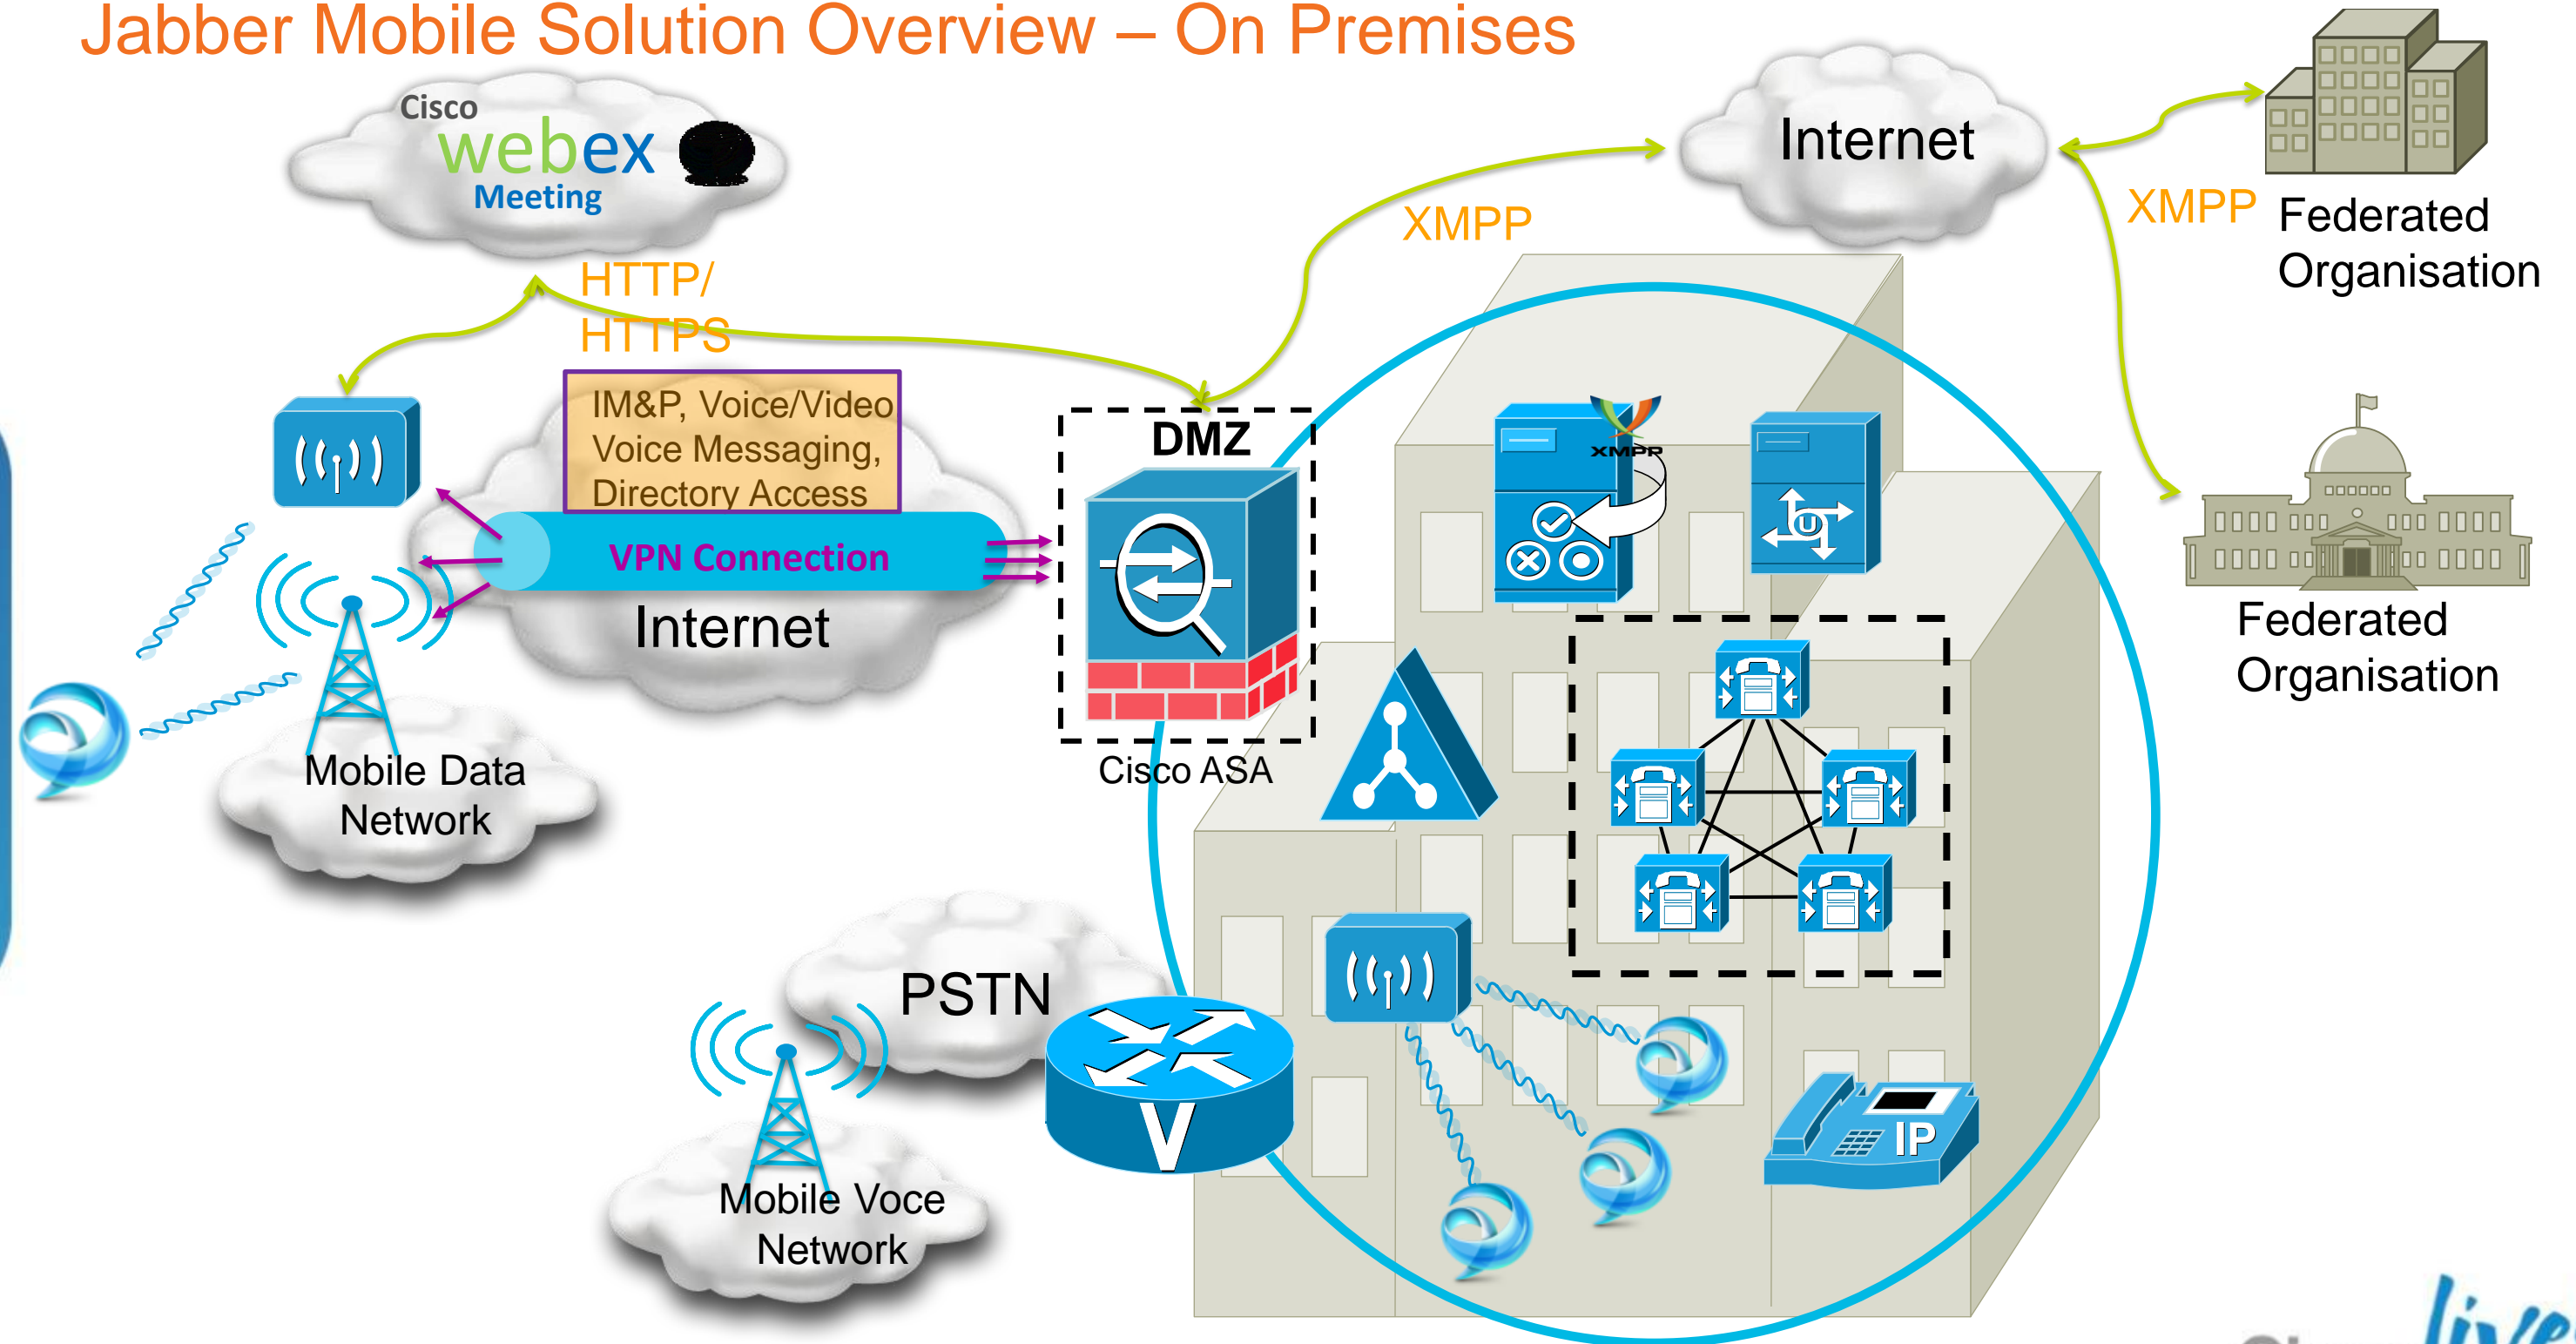 Jabber Mobile Solution Overview – On Premises
Cisco
webex
Meeting
Internet
XMPP
XMPP
Federated
Organisation
HTTP/
HTTPS
IM&P, Voice/Video
Voice Messaging,
Directory Access
VPN Connection
Internet
DMZ
Cisco ASA
XMPP
U
Federated
Organisation
Mobile Data
Network
PSTN
V
IP
Mobile Voce
Network
live